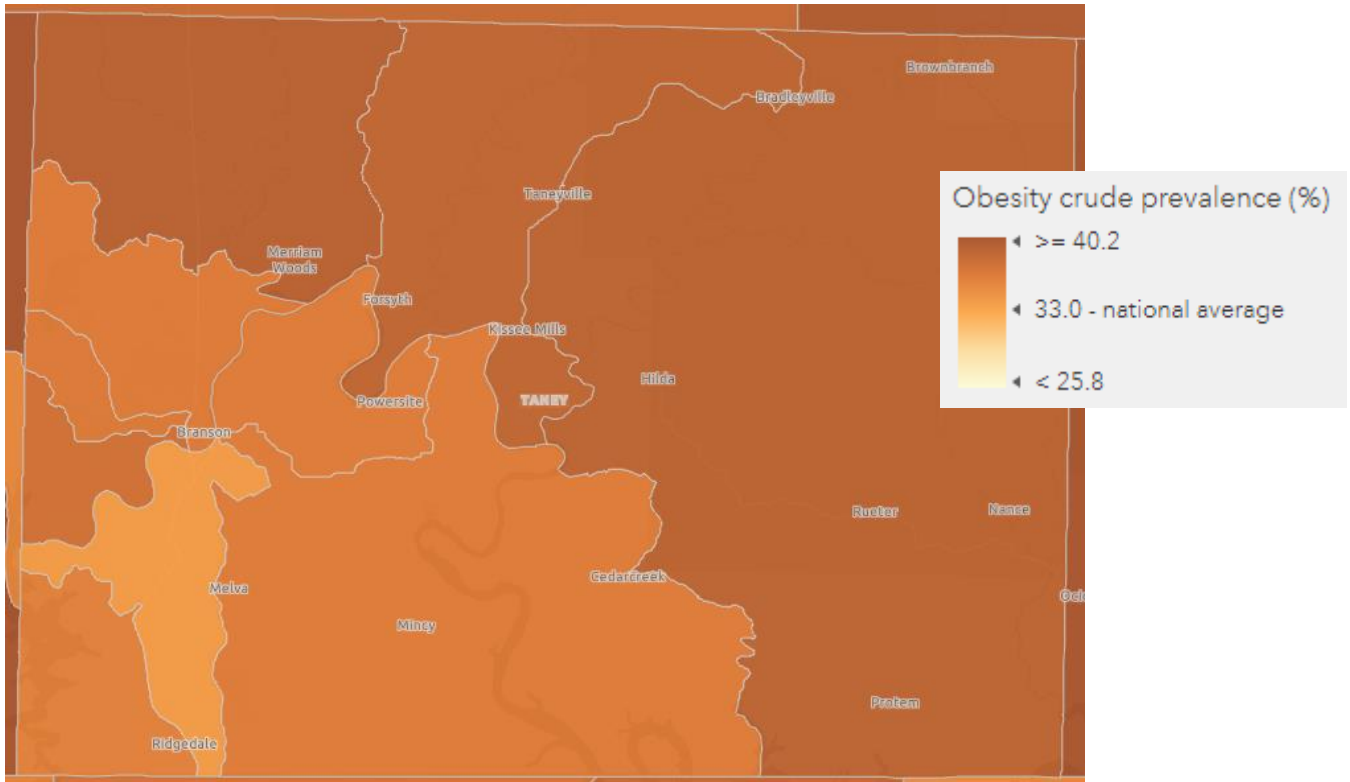 Brownbranch
Bradleyville
Taneyville
Obesity crude prevalence (%)
>= 40.2
Merriam
Woods
Forsyth
33.0 - national average
Kissee Mills
Hilda
< 25.8
Powersite
TANEY
Branson
Rueter
Nance
Cedarcreek
Melva
Mincy
Protem
Ridgedale